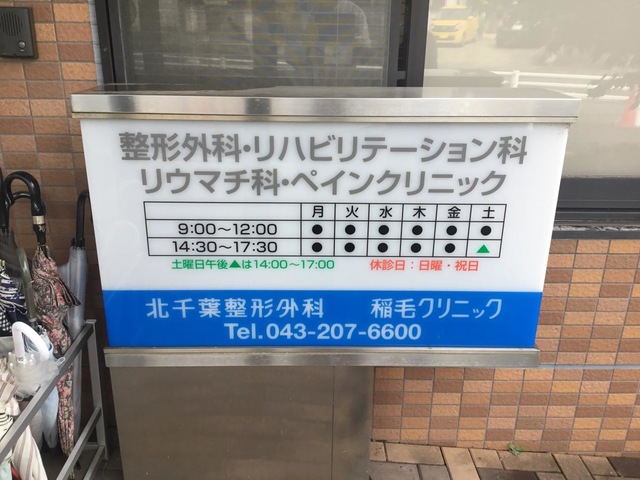 整形外科・リハビリテーション科
リウマチ科・ペインクリニック
月 火 水 木 金 土
9:00～12:00 ● ● ● ● ● ●
14:30～17:30 ● ● ● ● ● ▲
土曜日午後▲は14:00～17:00 休診日：日曜・祝日
北千葉整形外科 稲毛クリニック
Tel.043-207-6600